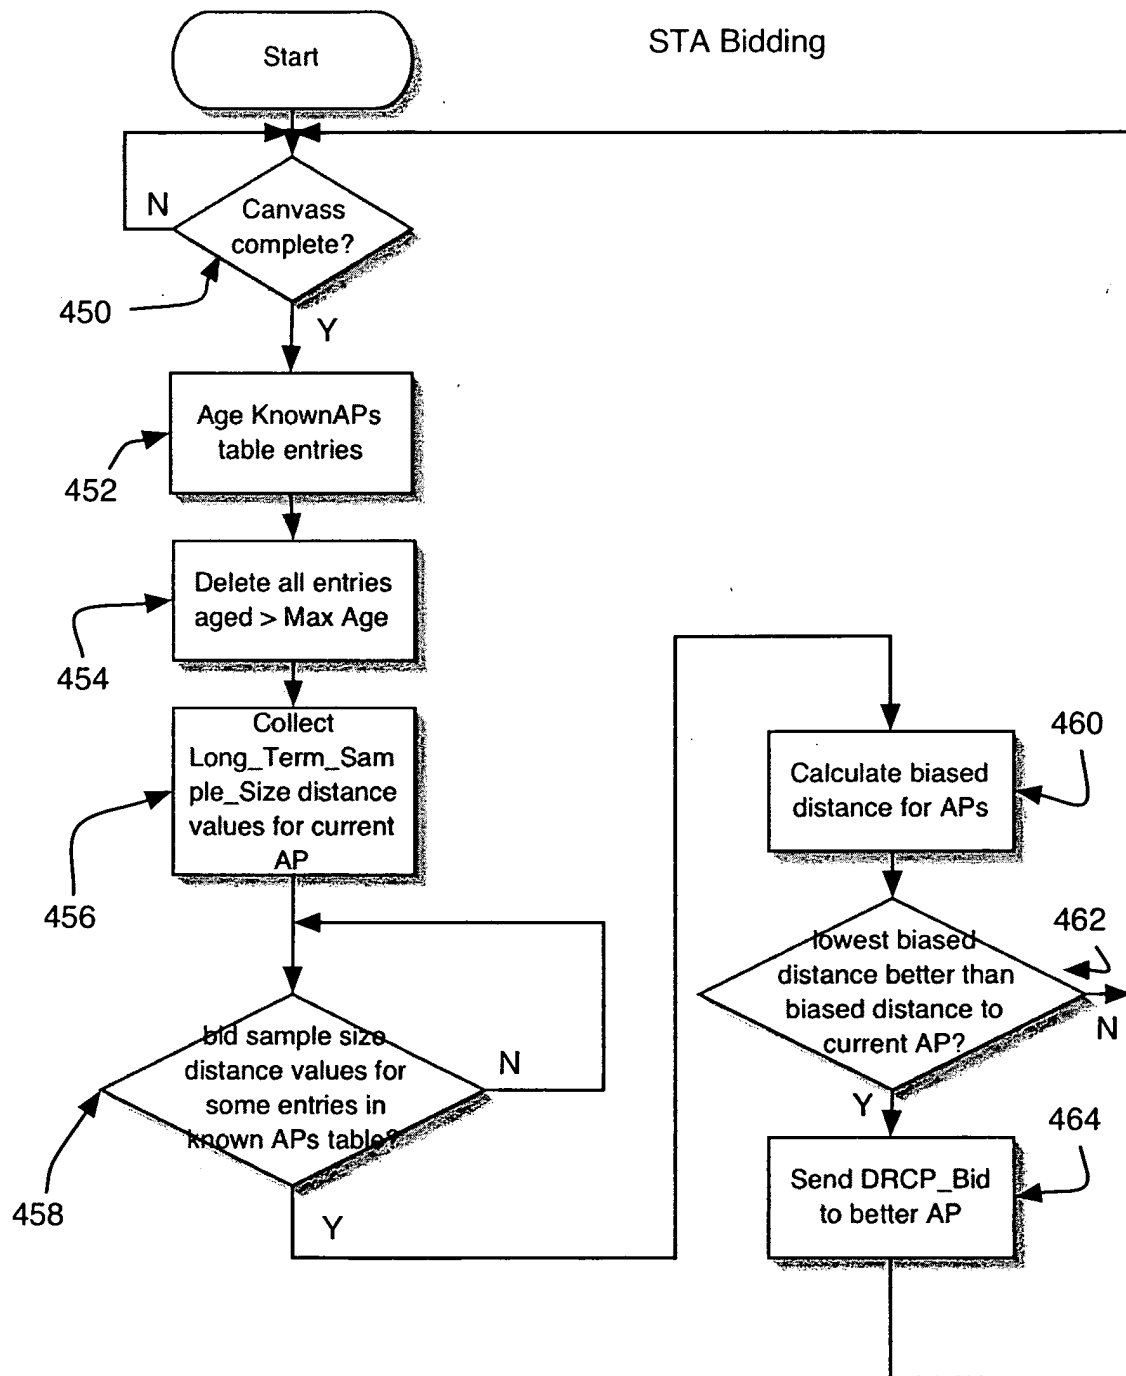 STA Bidding
Start
Canvass
complete?
N
450
Y
Age KnownAPs
table entries
452
Delete all entries
aged > Max Age
454
Collect
Long_Term_Sam
ple_Size distance
values for current
AP
456
bid sample size
distance values for
some entries in
known APs table?
N
458
Y
460
Calculate biased
distance for APs
462
lowest biased
distance better than
biased distance to
current AP?
N
Y
464
Send DRCP_Bid
to better AP